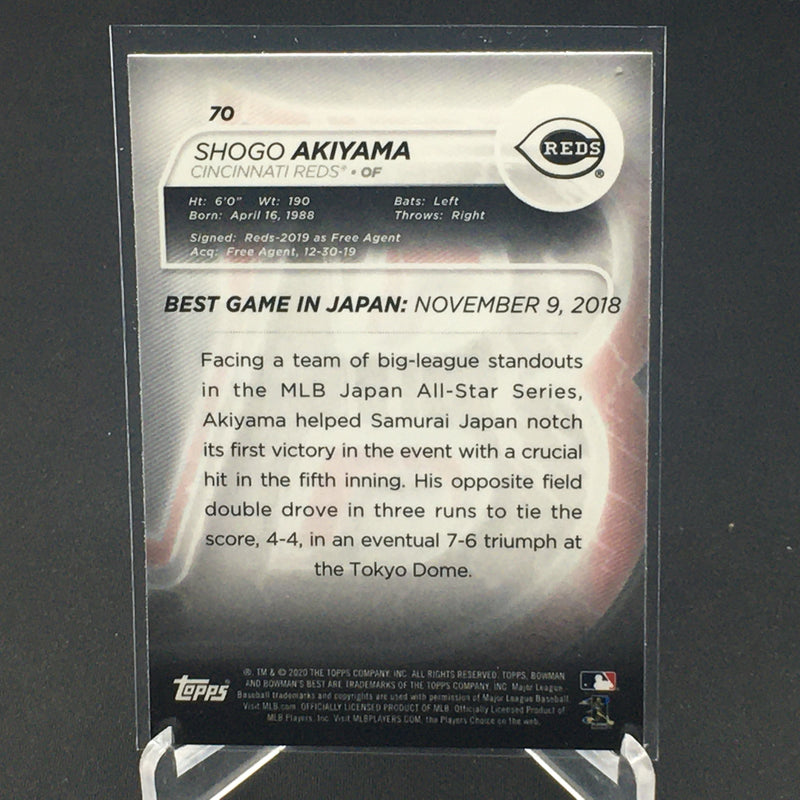 70
REDS®
SHOGO AKIYAMA
CINCINNATI REDS® • OF
Ht: 6'0" Wt: 190 Bats: Left
Born: April 16, 1988 Throws: Right
Signed: Reds-2019 as Free Agent
Acq: Free Agent, 12-30-19
BEST GAME IN JAPAN: NOVEMBER 9, 2018
Facing a team of big-league standouts
in the MLB Japan All-Star Series,
Akiyama helped Samurai Japan notch
its first victory in the event with a crucial
hit in the fifth inning. His opposite field
double drove in three runs to tie the
score, 4-4, in an eventual 7-6 triumph at
the Tokyo Dome.
Topps
®, TM & © 2020 THE TOPPS COMPANY, INC. ALL RIGHTS RESERVED. TOPPS, BOWMAN
AND BOWMAN'S BEST ARE TRADEMARKS OF THE TOPPS COMPANY, INC. Major League
Baseball trademarks and copyrights are used with permission of Major League Baseball.
Visit MLB.com. OFFICIALLY LICENSED PRODUCT OF MLB. Officially Licensed Product of
MLB Players, Inc. Visit MLBPLAYERS.COM, the Players Choice on the web.